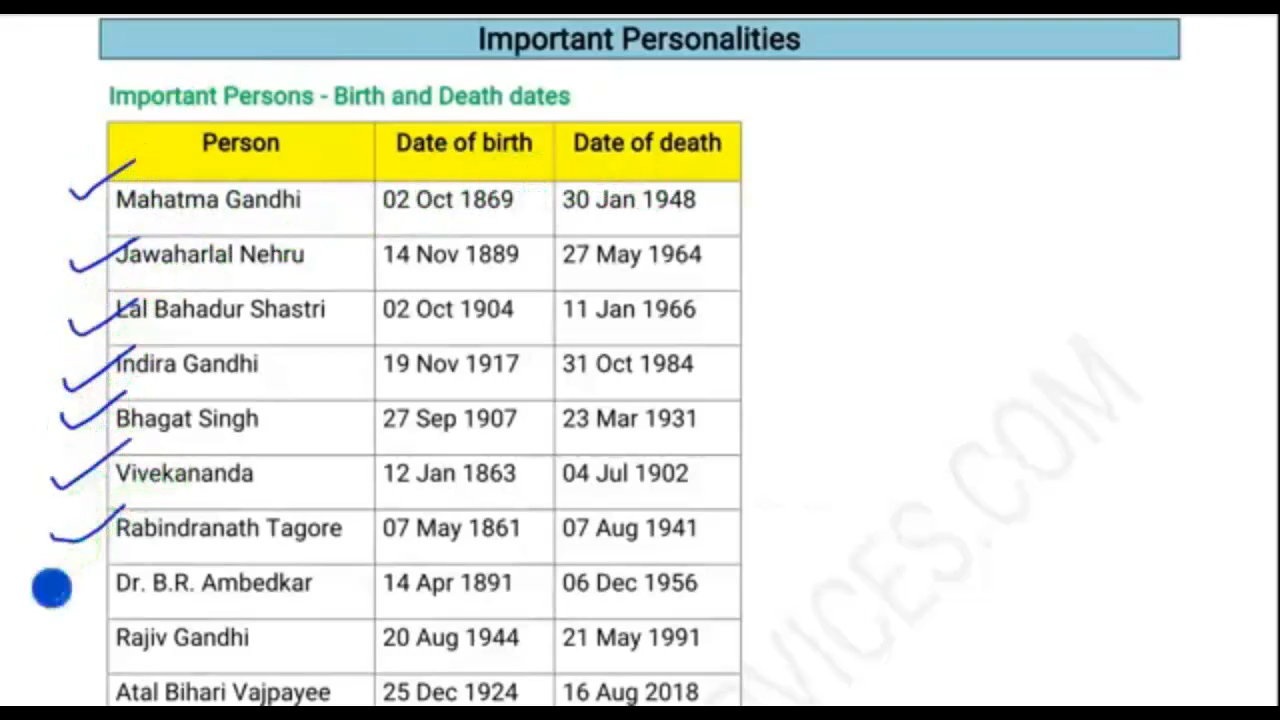 Important Personalities
Important Persons - Birth and Death dates
Person Date of birth Date of death
Mahatma Gandhi 02 Oct 1869 30 Jan 1948
Jawaharlal Nehru 14 Nov 1889 27 May 1964
Lal Bahadur Shastri 02 Oct 1904 11 Jan 1966
Indira Gandhi 19 Nov 1917 31 Oct 1984
Bhagat Singh 27 Sep 1907 23 Mar 1931
Vivekananda 12 Jan 1863 04 Jul 1902
Rabindranath Tagore 07 May 1861 07 Aug 1941
Dr. B.R. Ambedkar 14 Apr 1891 06 Dec 1956
Rajiv Gandhi 20 Aug 1944 21 May 1991
Atal Bihari Vajpayee 25 Dec 1924 16 Aug 2018
VICES.COM